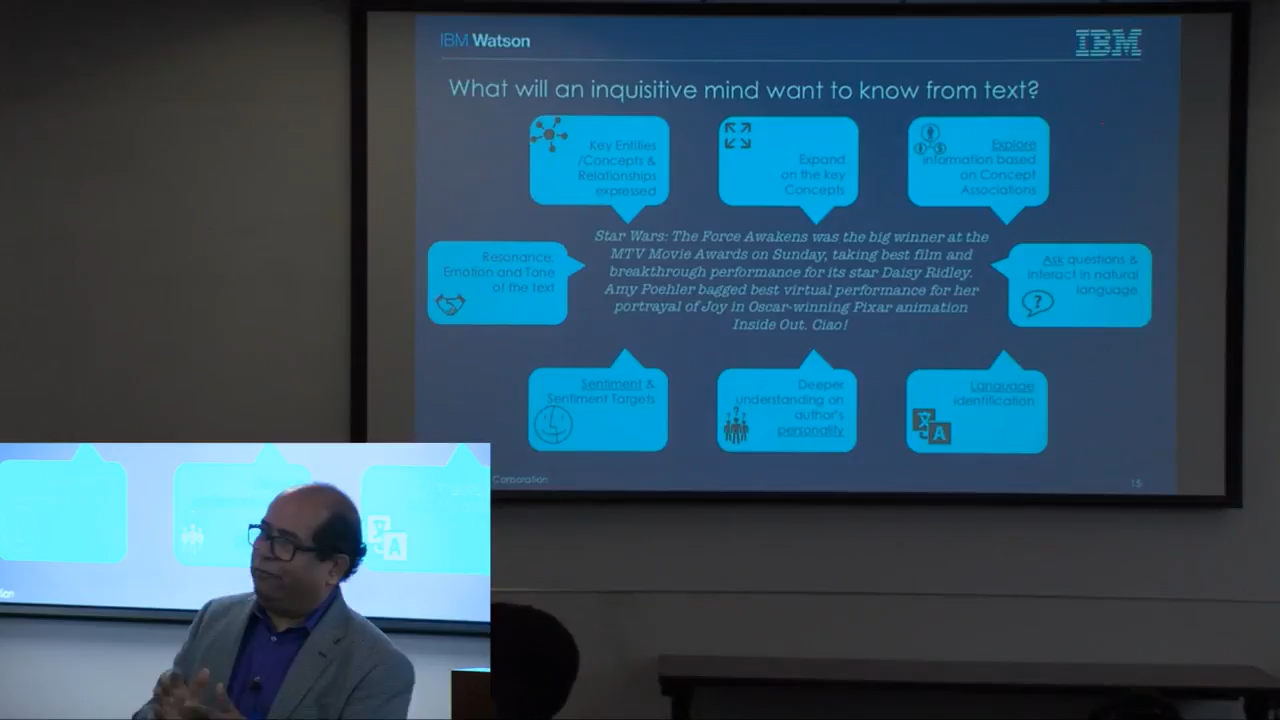 IBM Watson
IBM
What will an inquisitive mind want to know from text?
Key Entities
/Concepts &
Relationships
expressed
Expand
on the key
Concepts
Explore
information based
on Concept
Associations
Resonance,
Emotion and Tone
of the text
Star Wars: The Force Awakens was the big winner at the
MTV Movie Awards on Sunday, taking best film and
breakthrough performance for its star Daisy Ridley.
Amy Poehler bagged best virtual performance for her
portrayal of Joy in Oscar-winning Pixar animation
Inside Out. Ciao!
Ask questions &
interact in natural
language
?
Sentiment &
Sentiment Targets
Deeper
understanding on
author's
personality
Language
identification
A
Corporation
15
A